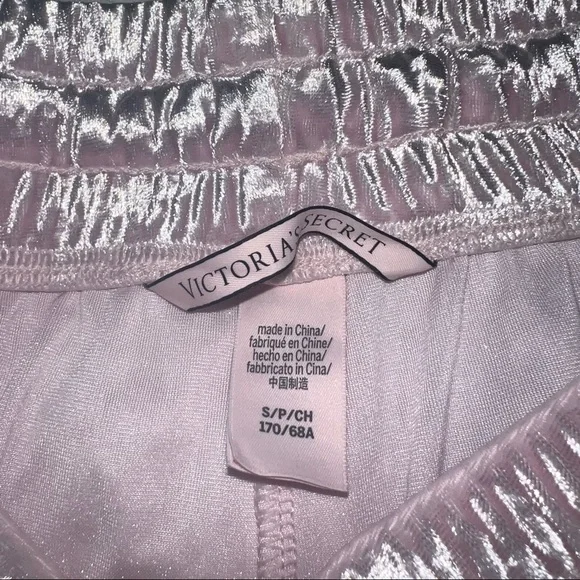 VICTORIA'S SECRET
made in China/
fabriqué en Chine/
hecho en China/
fabbricato in Cina/
中国制造
S/P/CH
170/68A